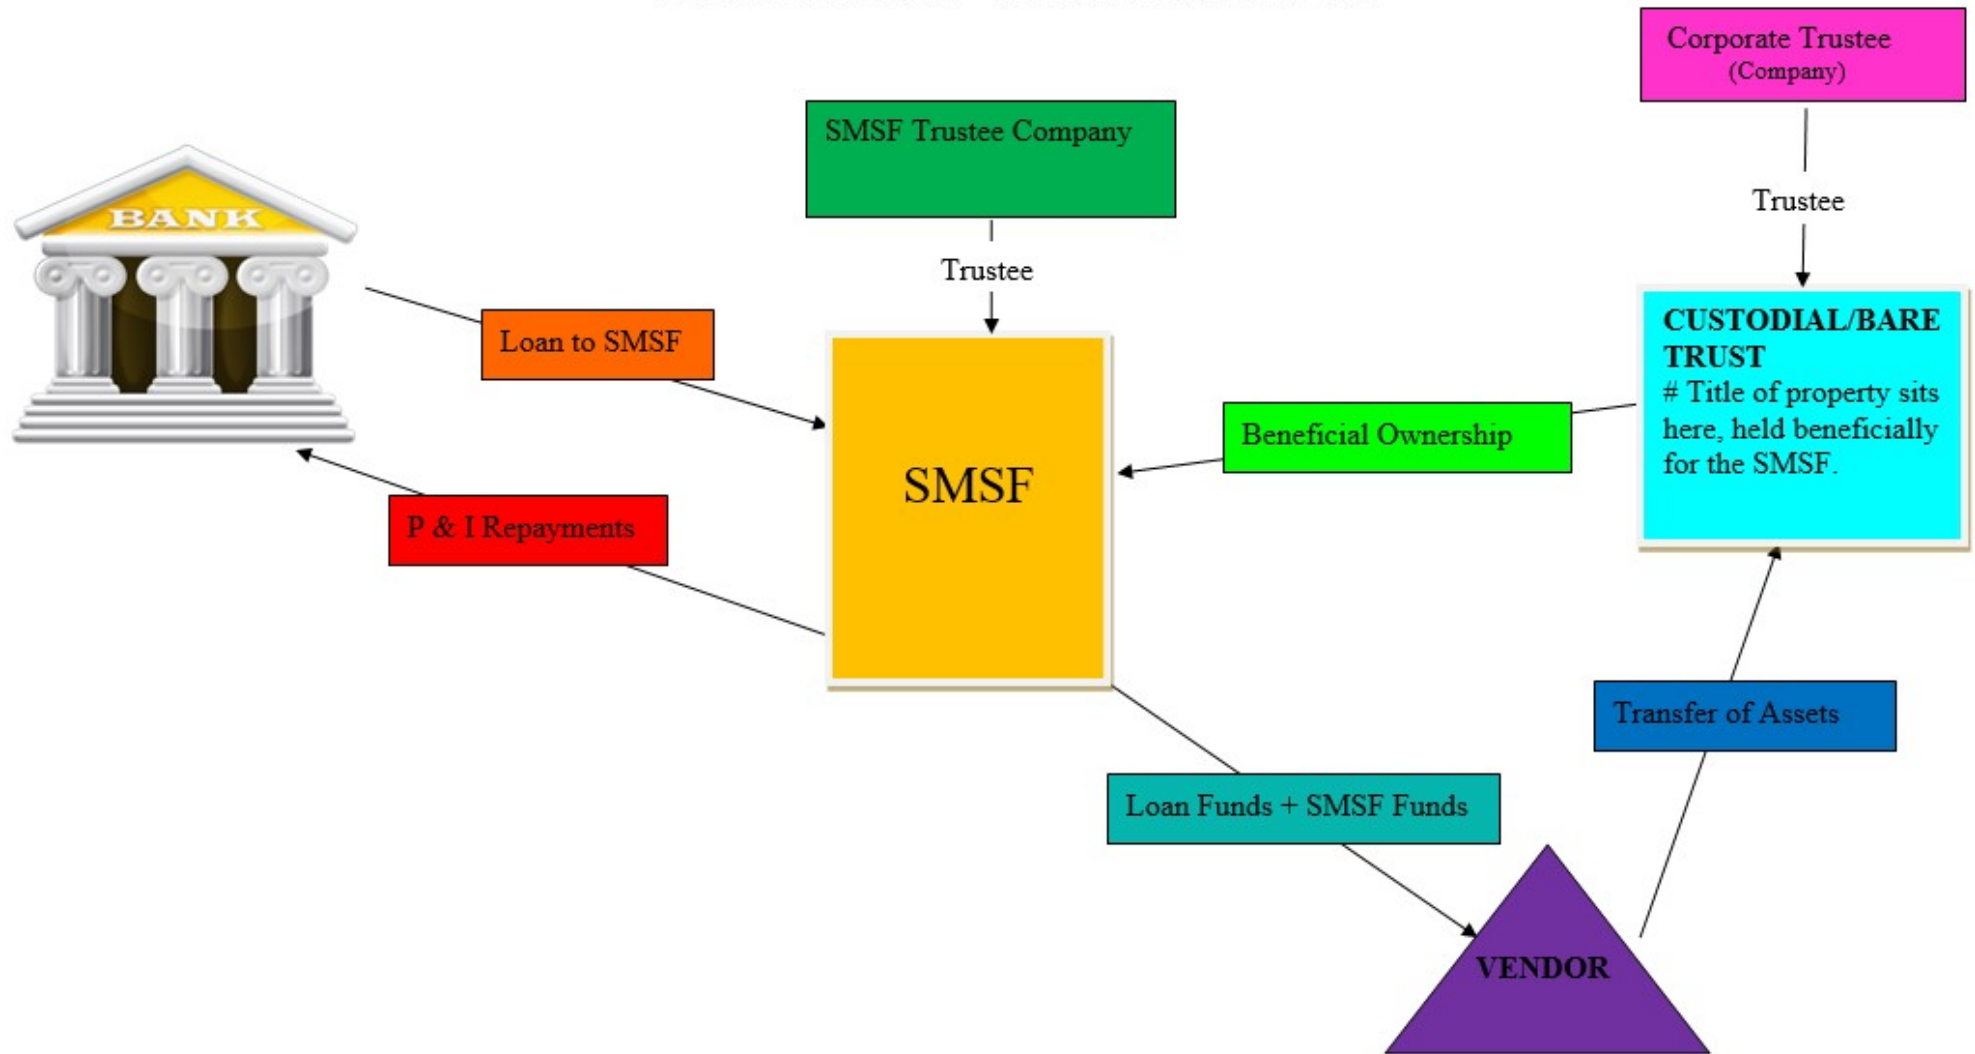 Corporate Trustee
(Company)
SMSF Trustee Company
Trustee
Trustee
BANK
Loan to SMSF
CUSTODIAL/BARE
TRUST
# Title of property sits
here, held beneficially
for the SMSF.
Beneficial Ownership
SMSF
P & I Repayments
Transfer of Assets
Loan Funds + SMSF Funds
VENDOR